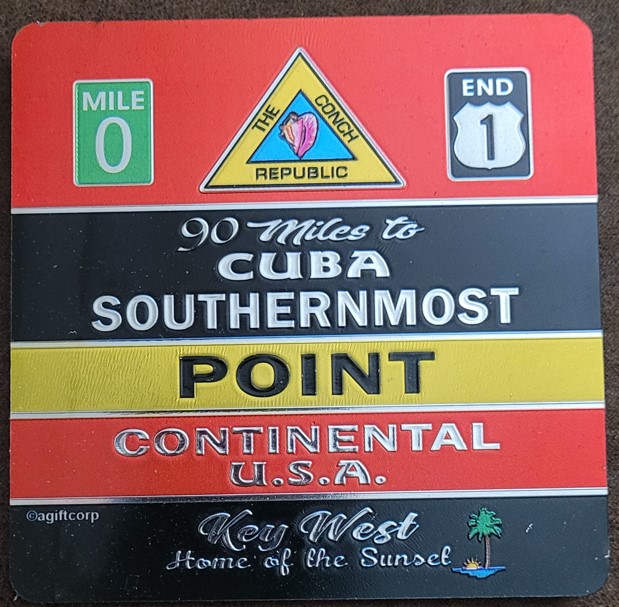 MILE
0
THE CONCH
REPUBLIC
END
1
90 Miles to
CUBA
SOUTHERNMOST
POINT
CONTINENTAL
U.S.A.
©agiftcorp
Key West
Home of the Sunset